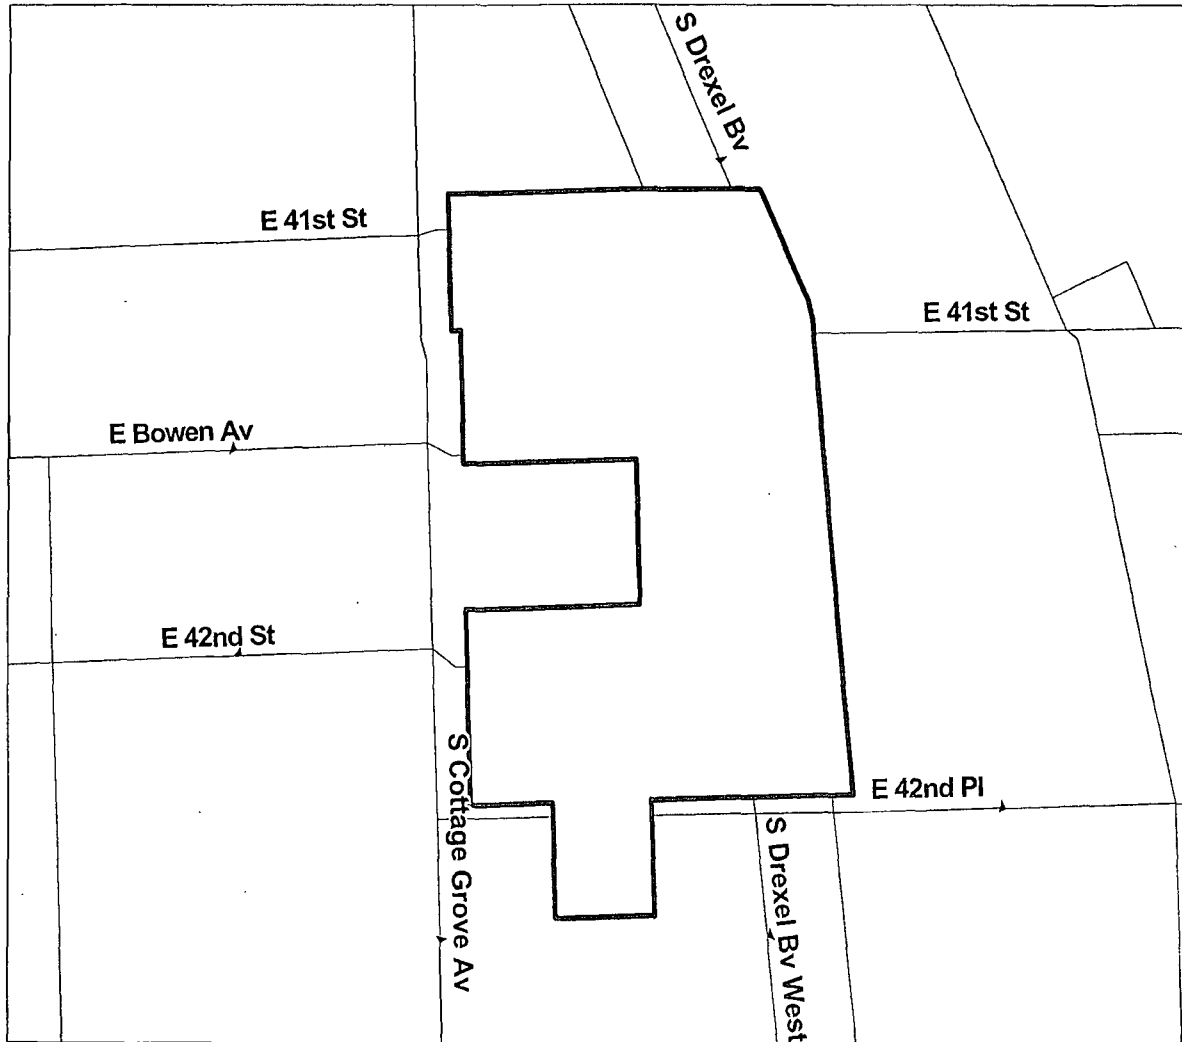 S Drexel Bv
E 41st St
E 41st St
E Bowen Av
E 42nd St
S Cottage Grove Av
E 42nd Pl
S Drexel Bv West